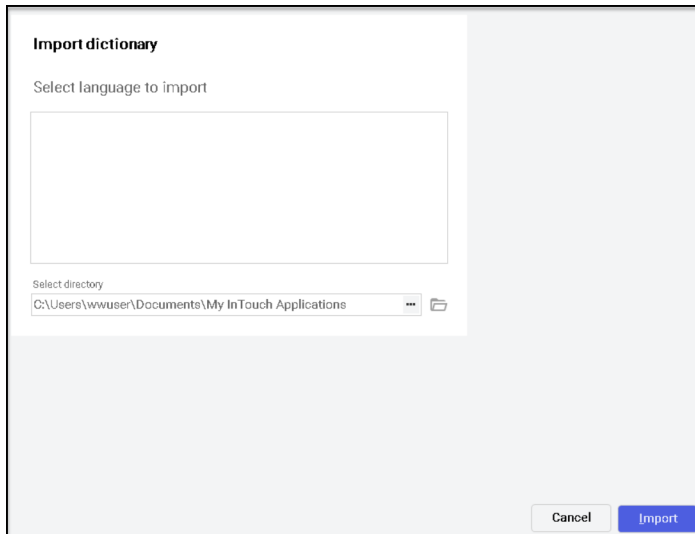 Import dictionary
Select language to import
Select directory
C:\Users\wwuser\Documents\My InTouch Applications
Cancel
Import